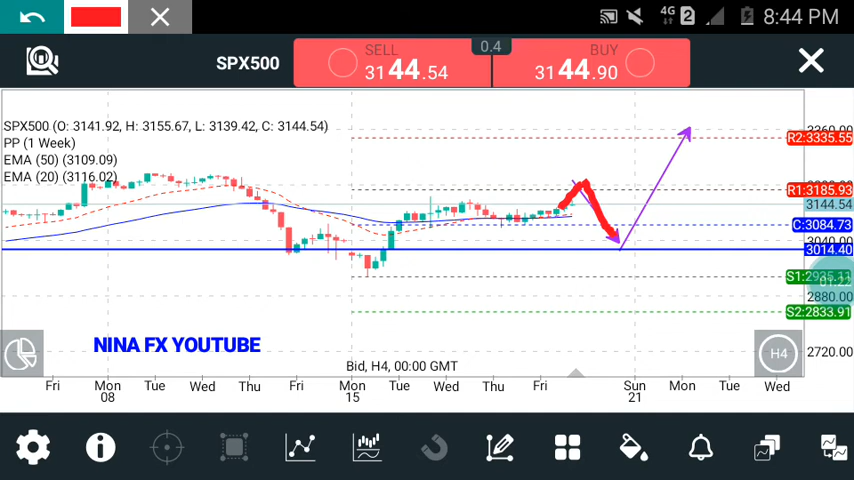 4G 2 8:44 PM
SPX500
SELL
3144.54
0.4
BUY
3144.90
SPX500 (O: 3141.92, H: 3155.67, L: 3139.42, C: 3144.54)
PP (1 Week)
EMA (50) (3109.09)
EMA (20) (3116.02)
3360.00
R2:3335.55
R1:3185.93
3144.54
C:3084.73
3040.00
3014.40
01:22
2880.00
S2:2833.91
2720.00
NINA FX YOUTUBE
H4
Bid, H4, 00:00 GMT
Fri Mon Tue Wed Thu Fri Mon Tue Wed Thu Fri Sun Mon Tue Wed
08 15 21